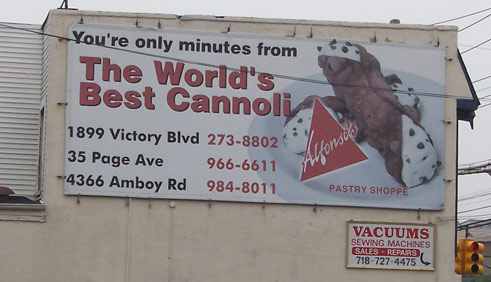 You're only minutes from
The World's
Best Cannoli
1899 Victory Blvd 273-8802
35 Page Ave 966-6611
4366 Amboy Rd 984-8011
Alfonso's
PASTRY SHOPPE
VACUUMS
SEWING MACHINES
SALES - REPAIRS
718-727-4475